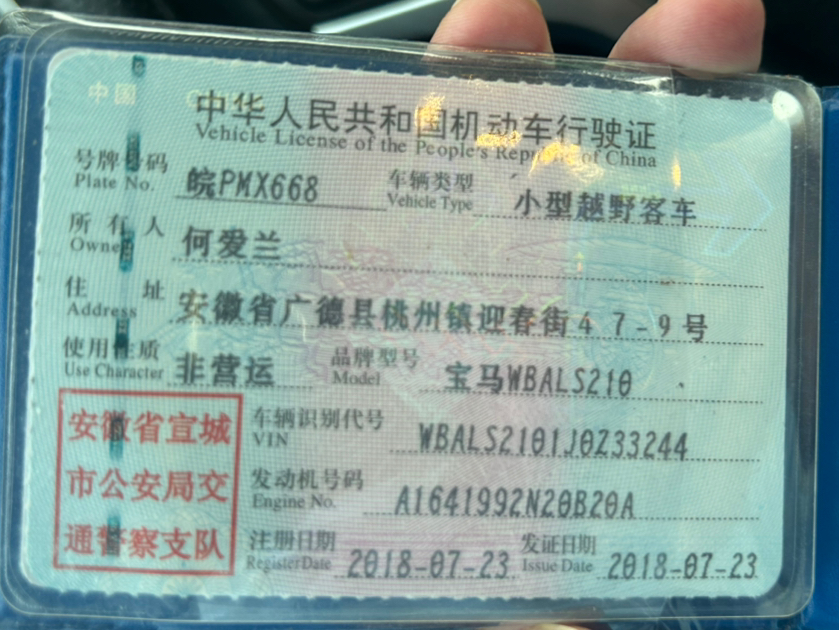 中国 CHINA
中华人民共和国机动车行驶证
Vehicle License of the People's Republic of China
号牌号码 皖PMX668 车辆类型 小型越野客车
Plate No. Vehicle Type
所有人 何爱兰
Owner
住址 安徽省广德县桃州镇迎春街47-9号
Address
使用性质 非营运 品牌型号 宝马WBALS210
Use Character Model
安徽省宣城
市公安局交
通警察支队
车辆识别代号 WBALS2101J0Z33244
VIN
发动机号码 A1641992N20B20A
Engine No.
注册日期 2018-07-23 发证日期 2018-07-23
Register Date Issue Date